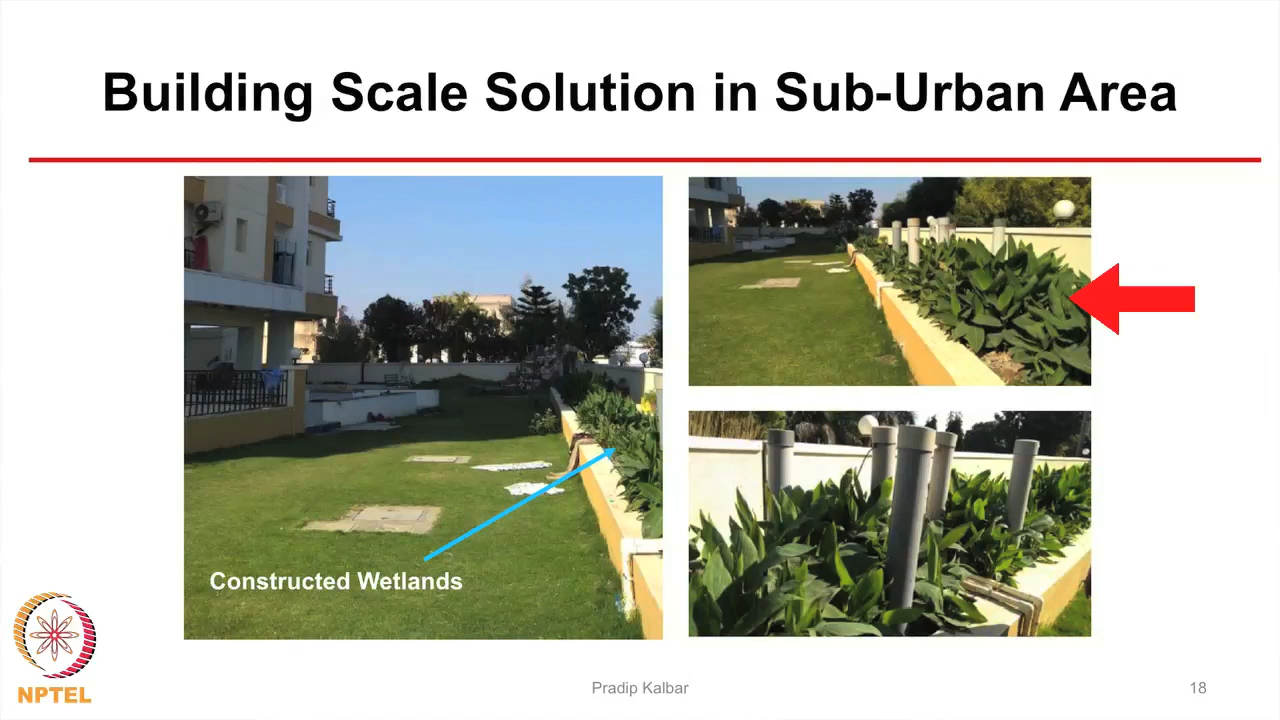 Building Scale Solution in Sub-Urban Area
Constructed Wetlands
NPTEL
Pradip Kalbar
18